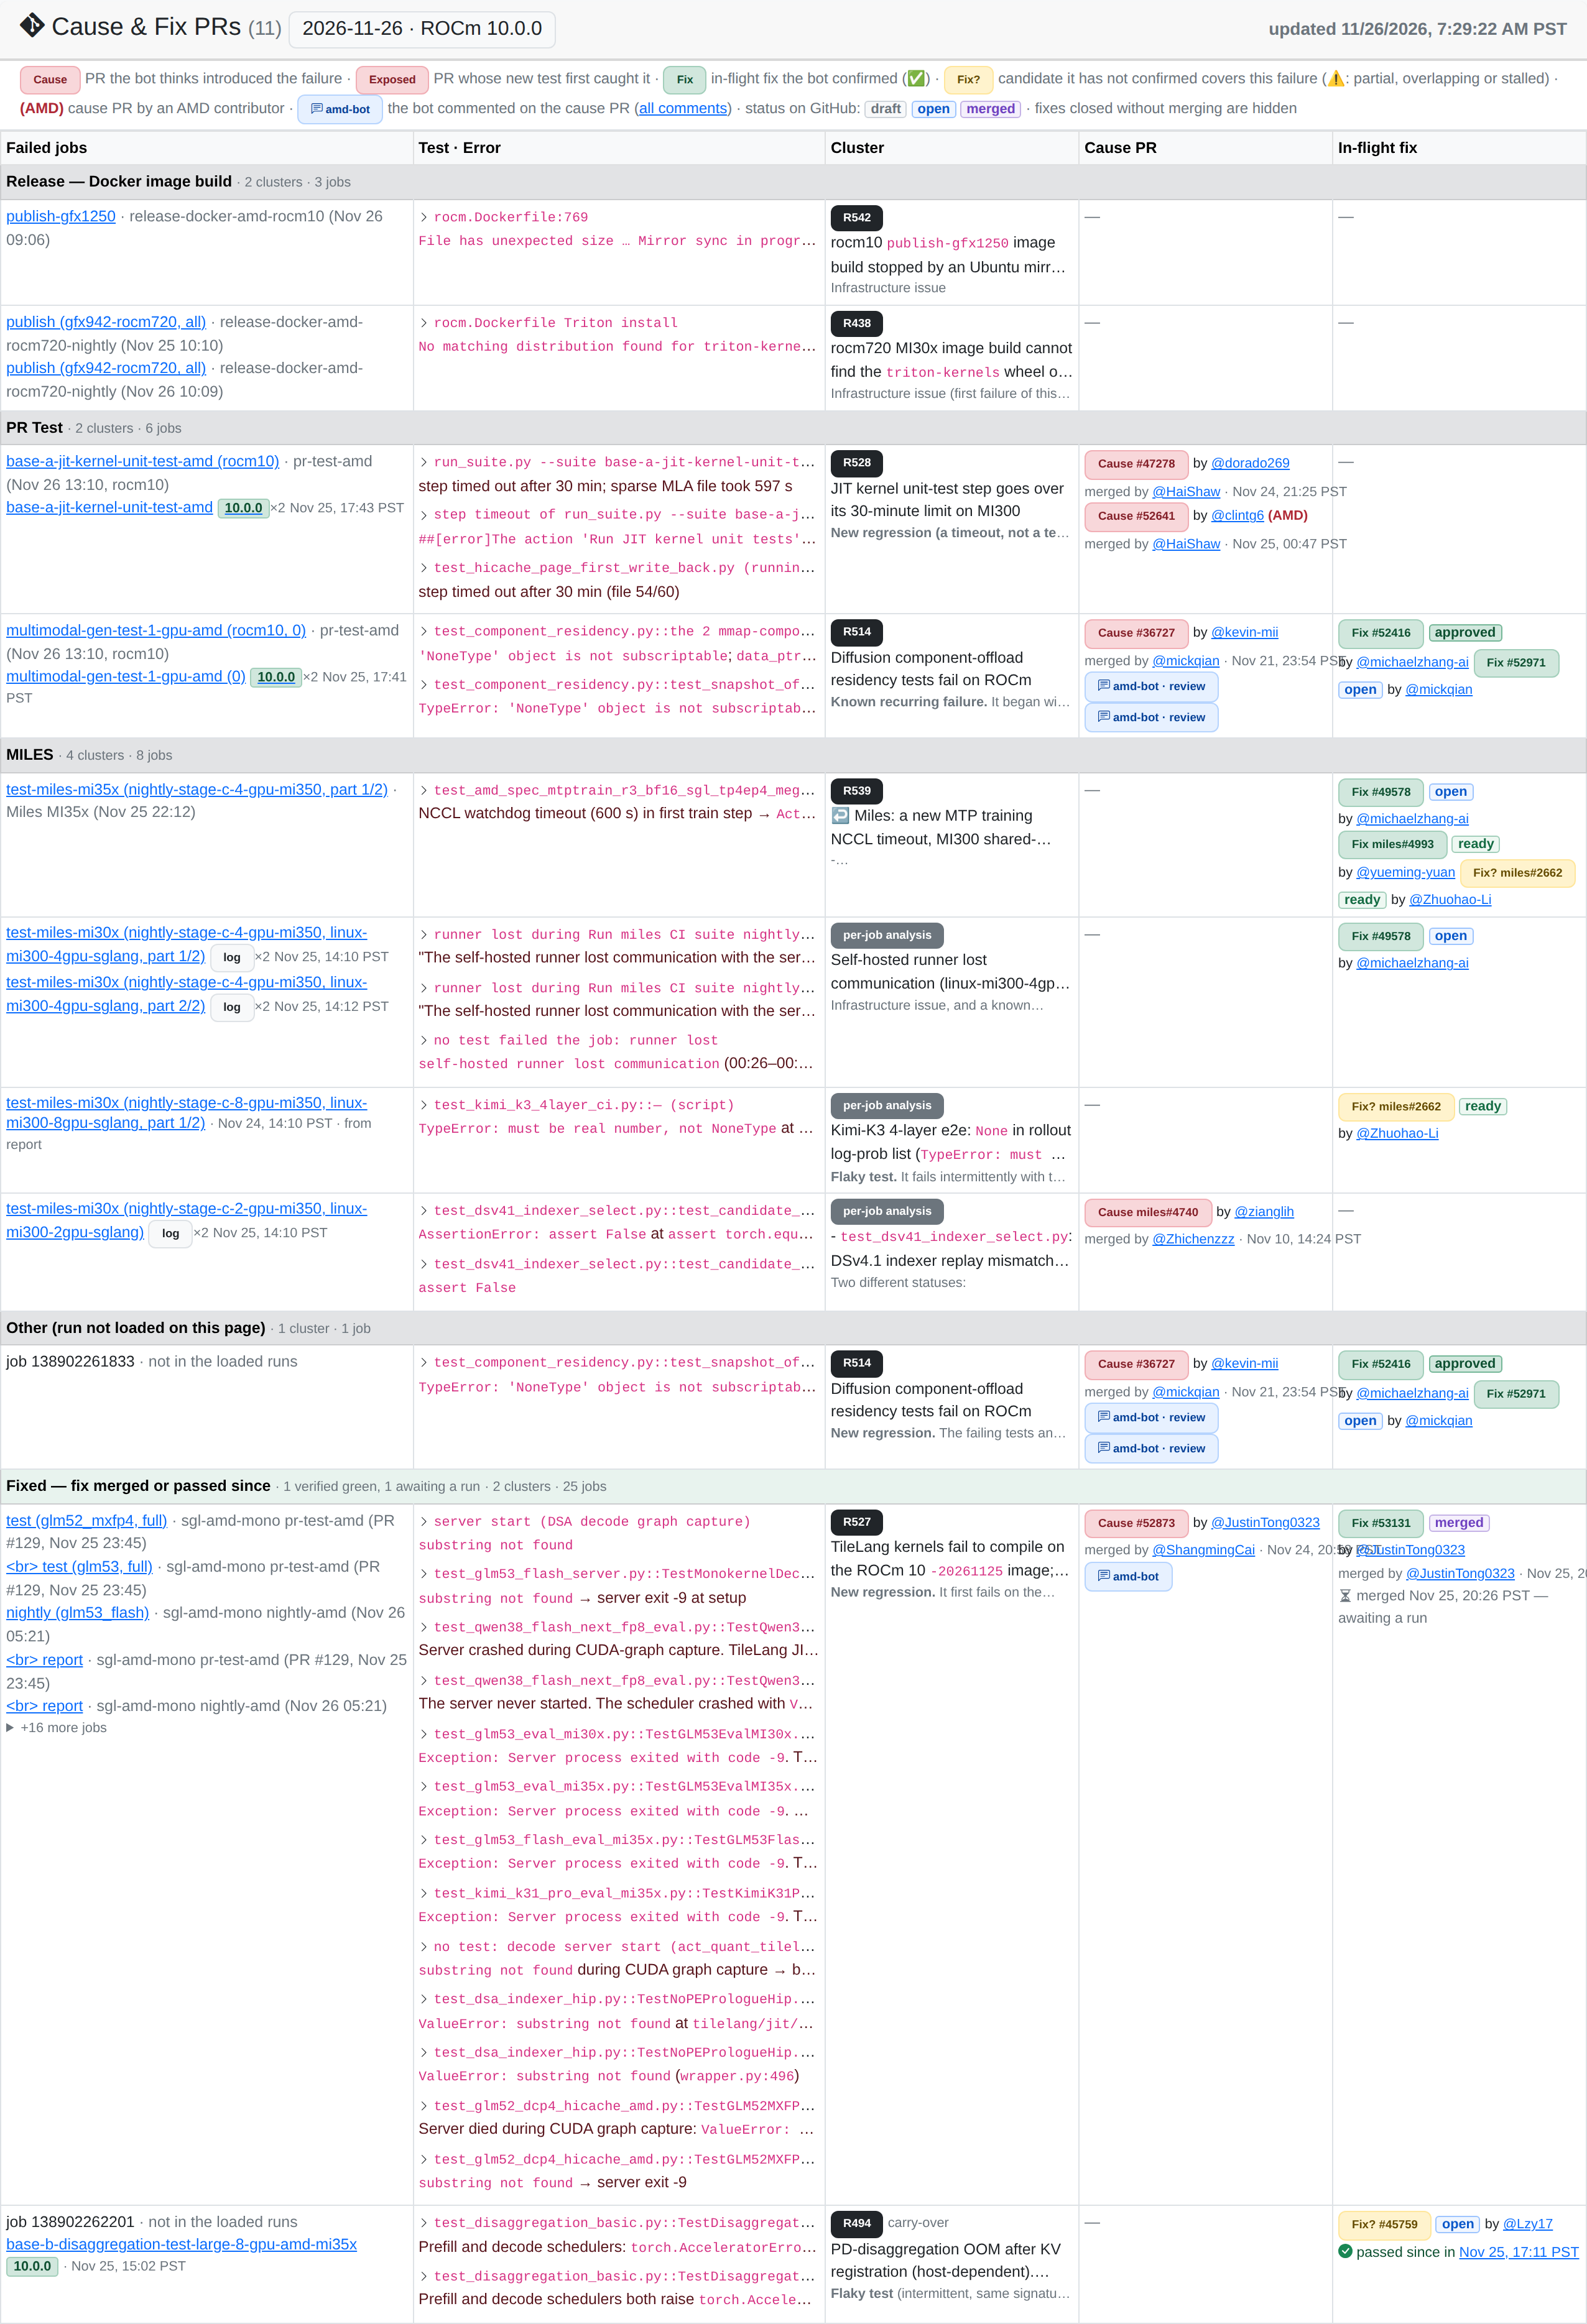 Cause & Fix PRs (11) 2026-11-26 · ROCm 10.0.0 updated 11/26/2026, 7:29:22 AM PST
Cause PR the bot thinks introduced the failure · Exposed PR whose new test first caught it · Fix in-flight fix the bot confirmed (✅) · Fix? candidate it has not confirmed covers this failure (⚠️: partial, overlapping or stalled) ·
(AMD) cause PR by an AMD contributor · amd-bot the bot commented on the cause PR (all comments) · status on GitHub: draft open merged · fixes closed without merging are hidden
Failed jobs Test · Error Cluster Cause PR In-flight fix
Release — Docker image build · 2 clusters · 3 jobs
publish-gfx1250 · release-docker-amd-rocm10 (Nov 26
09:06)
> rocm.Dockerfile:769
File has unexpected size … Mirror sync in progr…
R542
rocm10 publish-gfx1250 image
build stopped by an Ubuntu mirr…
Infrastructure issue
—
—
publish (gfx942-rocm720, all) · release-docker-amd-
rocm720-nightly (Nov 25 10:10)
publish (gfx942-rocm720, all) · release-docker-amd-
rocm720-nightly (Nov 26 10:09)
> rocm.Dockerfile Triton install
No matching distribution found for triton-kerne…
R438
rocm720 MI30x image build cannot
find the triton-kernels wheel o…
Infrastructure issue (first failure of this…
—
—
PR Test · 2 clusters · 6 jobs
base-a-jit-kernel-unit-test-amd (rocm10) · pr-test-amd
(Nov 26 13:10, rocm10)
base-a-jit-kernel-unit-test-amd 10.0.0 ×2 Nov 25, 17:43 PST
> run_suite.py --suite base-a-jit-kernel-unit-t…
step timed out after 30 min; sparse MLA file took 597 s
> step timeout of run_suite.py --suite base-a-j…
##[error]The action 'Run JIT kernel unit tests'…
> test_hicache_page_first_write_back.py (runnin…
step timed out after 30 min (file 54/60)
R528
JIT kernel unit-test step goes over
its 30-minute limit on MI300
New regression (a timeout, not a te…
Cause #47278 by @dorado269
merged by @HaiShaw · Nov 24, 21:25 PST
Cause #52641 by @clintg6 (AMD)
merged by @HaiShaw · Nov 25, 00:47 PST
—
multimodal-gen-test-1-gpu-amd (rocm10, 0) · pr-test-amd
(Nov 26 13:10, rocm10)
multimodal-gen-test-1-gpu-amd (0) 10.0.0 ×2 Nov 25, 17:41
PST
> test_component_residency.py::the 2 mmap-compo…
'NoneType' object is not subscriptable; data_ptr…
> test_component_residency.py::test_snapshot_of…
TypeError: 'NoneType' object is not subscriptab…
R514
Diffusion component-offload
residency tests fail on ROCm
Known recurring failure. It began wi…
Cause #36727 by @kevin-mii
merged by @mickqian · Nov 21, 23:54 PST
amd-bot · review
amd-bot · review
Fix #52416 approved
by @michaelzhang-ai Fix #52971
open by @mickqian
MILES · 4 clusters · 8 jobs
test-miles-mi35x (nightly-stage-c-4-gpu-mi350, part 1/2) ·
Miles MI35x (Nov 25 22:12)
> test_amd_spec_mtptrain_r3_bf16_sgl_tp4ep4_meg…
NCCL watchdog timeout (600 s) in first train step → Act…
R539
↩️ Miles: a new MTP training
NCCL timeout, MI300 shared-…
-…
—
Fix #49578 open
by @michaelzhang-ai
Fix miles#4993 ready
by @yueming-yuan Fix? miles#2662
ready by @Zhuohao-Li
test-miles-mi30x (nightly-stage-c-4-gpu-mi350, linux-
mi300-4gpu-sglang, part 1/2) log ×2 Nov 25, 14:10 PST
test-miles-mi30x (nightly-stage-c-4-gpu-mi350, linux-
mi300-4gpu-sglang, part 2/2) log ×2 Nov 25, 14:12 PST
> runner lost during Run miles CI suite nightly…
"The self-hosted runner lost communication with the ser…
> runner lost during Run miles CI suite nightly…
"The self-hosted runner lost communication with the ser…
> no test failed the job: runner lost
self-hosted runner lost communication (00:26–00:…
per-job analysis
Self-hosted runner lost
communication (linux-mi300-4gp…
Infrastructure issue, and a known…
—
Fix #49578 open
by @michaelzhang-ai
test-miles-mi30x (nightly-stage-c-8-gpu-mi350, linux-
mi300-8gpu-sglang, part 1/2) · Nov 24, 14:10 PST · from
report
> test_kimi_k3_4layer_ci.py::— (script)
TypeError: must be real number, not NoneType at …
per-job analysis
Kimi-K3 4-layer e2e: None in rollout
log-prob list (TypeError: must …
Flaky test. It fails intermittently with t…
—
Fix? miles#2662 ready
by @Zhuohao-Li
test-miles-mi30x (nightly-stage-c-2-gpu-mi350, linux-
mi300-2gpu-sglang) log ×2 Nov 25, 14:10 PST
> test_dsv41_indexer_select.py::test_candidate_…
AssertionError: assert False at assert torch.equ…
> test_dsv41_indexer_select.py::test_candidate_…
assert False
per-job analysis
- test_dsv41_indexer_select.py:
DSv4.1 indexer replay mismatch…
Two different statuses:
Cause miles#4740 by @zianglih
merged by @Zhichenzzz · Nov 10, 14:24 PST
—
Other (run not loaded on this page) · 1 cluster · 1 job
job 138902261833 · not in the loaded runs
> test_component_residency.py::test_snapshot_of…
TypeError: 'NoneType' object is not subscriptab…
R514
Diffusion component-offload
residency tests fail on ROCm
New regression. The failing tests an…
Cause #36727 by @kevin-mii
merged by @mickqian · Nov 21, 23:54 PST
amd-bot · review
amd-bot · review
Fix #52416 approved
by @michaelzhang-ai Fix #52971
open by @mickqian
Fixed — fix merged or passed since · 1 verified green, 1 awaiting a run · 2 clusters · 25 jobs
test (glm52_mxfp4, full) · sgl-amd-mono pr-test-amd (PR
#129, Nov 25 23:45)
<br> test (glm53, full) · sgl-amd-mono pr-test-amd (PR
#129, Nov 25 23:45)
nightly (glm53_flash) · sgl-amd-mono nightly-amd (Nov 26
05:21)
<br> report · sgl-amd-mono pr-test-amd (PR #129, Nov 25
23:45)
<br> report · sgl-amd-mono nightly-amd (Nov 26 05:21)
▶ +16 more jobs
> server start (DSA decode graph capture)
substring not found
> test_glm53_flash_server.py::TestMonokernelDec…
substring not found → server exit -9 at setup
> test_qwen38_flash_next_fp8_eval.py::TestQwen3…
Server crashed during CUDA-graph capture. TileLang JI…
> test_qwen38_flash_next_fp8_eval.py::TestQwen3…
The server never started. The scheduler crashed with V…
> test_glm53_eval_mi30x.py::TestGLM53EvalMI30x.…
Exception: Server process exited with code -9. T…
> test_glm53_eval_mi35x.py::TestGLM53EvalMI35x.…
Exception: Server process exited with code -9. …
> test_glm53_flash_eval_mi35x.py::TestGLM53Flas…
Exception: Server process exited with code -9. T…
> test_kimi_k31_pro_eval_mi35x.py::TestKimiK31P…
Exception: Server process exited with code -9. T…
> no test: decode server start (act_quant_tilel…
substring not found during CUDA graph capture → b…
> test_dsa_indexer_hip.py::TestNoPEPrologueHip.…
ValueError: substring not found at tilelang/jit/…
> test_dsa_indexer_hip.py::TestNoPEPrologueHip.…
ValueError: substring not found (wrapper.py:496)
> test_glm52_dcp4_hicache_amd.py::TestGLM52MXFP…
Server died during CUDA graph capture: ValueError: …
> test_glm52_dcp4_hicache_amd.py::TestGLM52MXFP…
substring not found → server exit -9
R527
TileLang kernels fail to compile on
the ROCm 10 -20261125 image;…
New regression. It first fails on the…
Cause #52873 by @JustinTong0323
merged by @ShangmingCai · Nov 24, 20:
amd-bot
Fix #53131 merged
by @JustinTong0323
merged by @JustinTong0323 · Nov 25, 20
⏳ merged Nov 25, 20:26 PST —
awaiting a run
job 138902262201 · not in the loaded runs
base-b-disaggregation-test-large-8-gpu-amd-mi35x
10.0.0 · Nov 25, 15:02 PST
> test_disaggregation_basic.py::TestDisaggregat…
Prefill and decode schedulers: torch.AcceleratorErro…
> test_disaggregation_basic.py::TestDisaggregat…
Prefill and decode schedulers both raise torch.Accele…
R494 carry-over
PD-disaggregation OOM after KV
registration (host-dependent).…
Flaky test (intermittent, same signatu…
—
Fix? #45759 open by @Lzy17
passed since in Nov 25, 17:11 PST